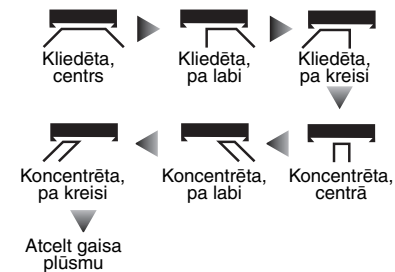 Kliedēta,
centrs
Kliedēta,
pa labi
Kliedēta,
pa kreisi
Koncentrēta,
centrā
Koncentrēta,
pa labi
Koncentrēta,
pa kreisi
Atcelt gaisa
plūsmu